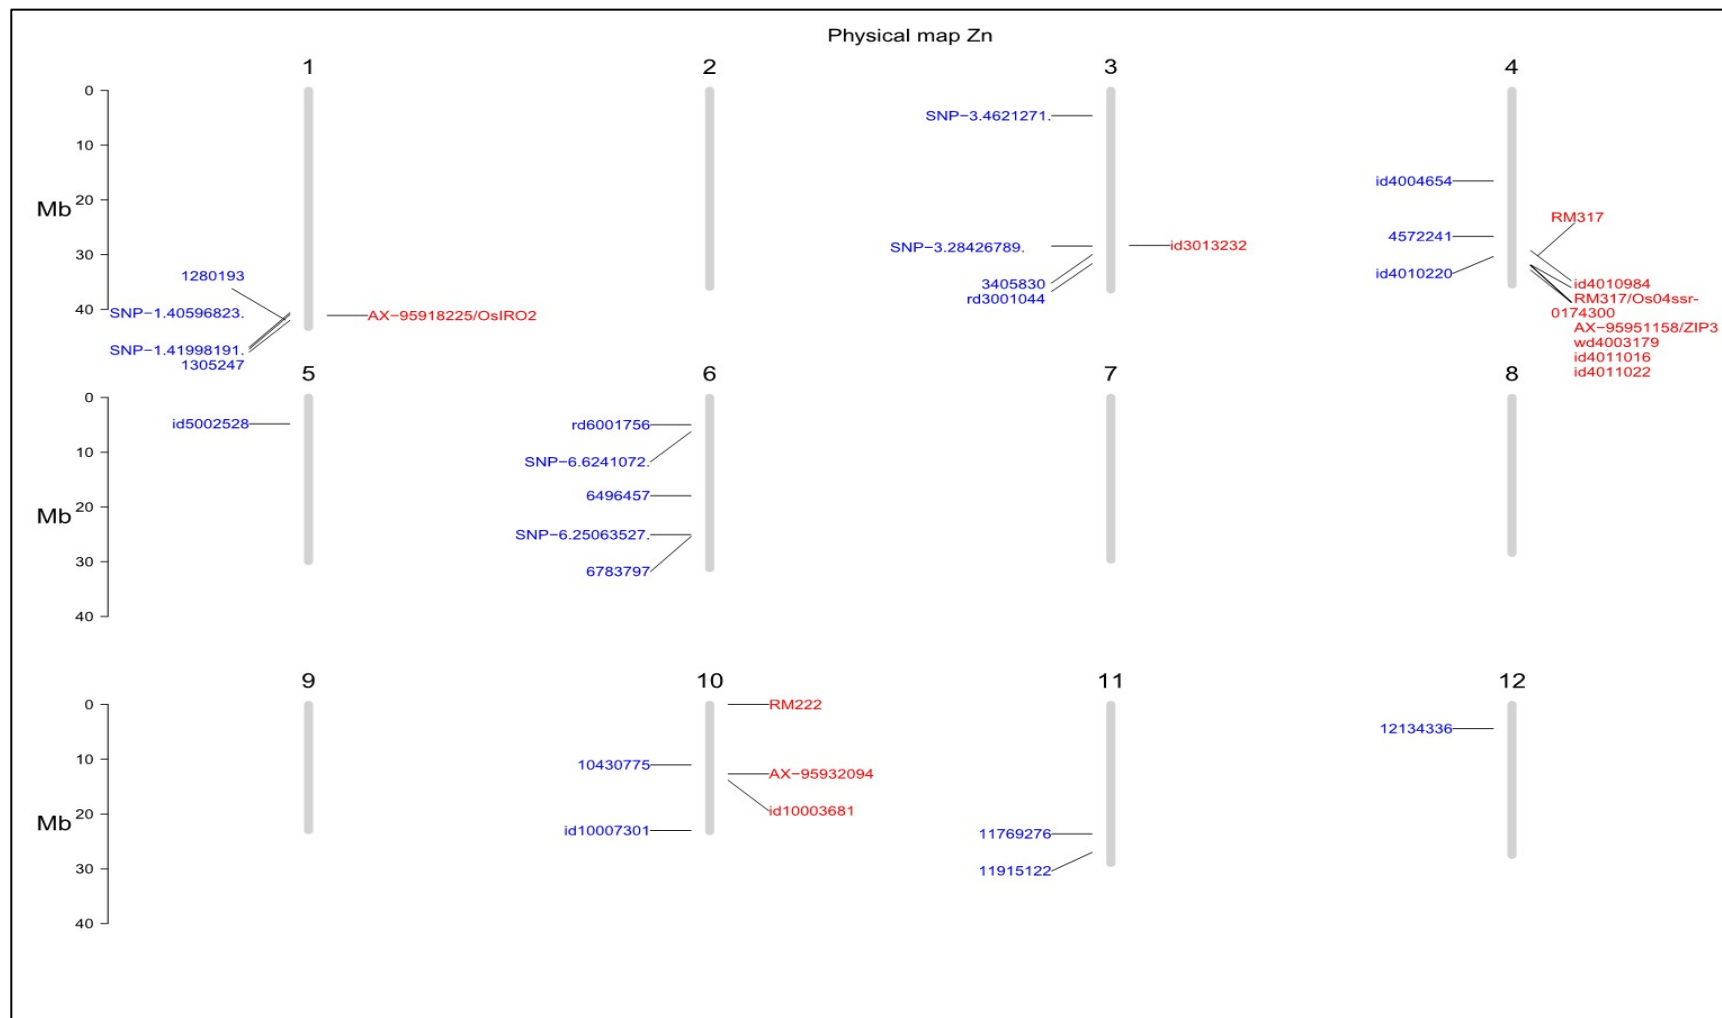 Physical map Zn
1
2
3
4
0
10
20
30
40
Mb
1280193
SNP−1.40596823.
SNP−1.41998191.
1305247
AX−95918225/OsIRO2
SNP−3.4621271.
SNP−3.28426789.
3405830
rd3001044
id3013232
id4004654
4572241
id4010220
RM317
id4010984
RM317/Os04ssr-
0174300
AX−95951158/ZIP3
wd4003179
id4011016
id4011022
5
6
7
8
0
10
20
30
40
Mb
id5002528
rd6001756
SNP−6.6241072.
6496457
SNP−6.25063527.
6783797
9
10
11
12
0
10
20
30
40
Mb
10430775
id10007301
RM222
AX−95932094
id10003681
11769276
11915122
12134336